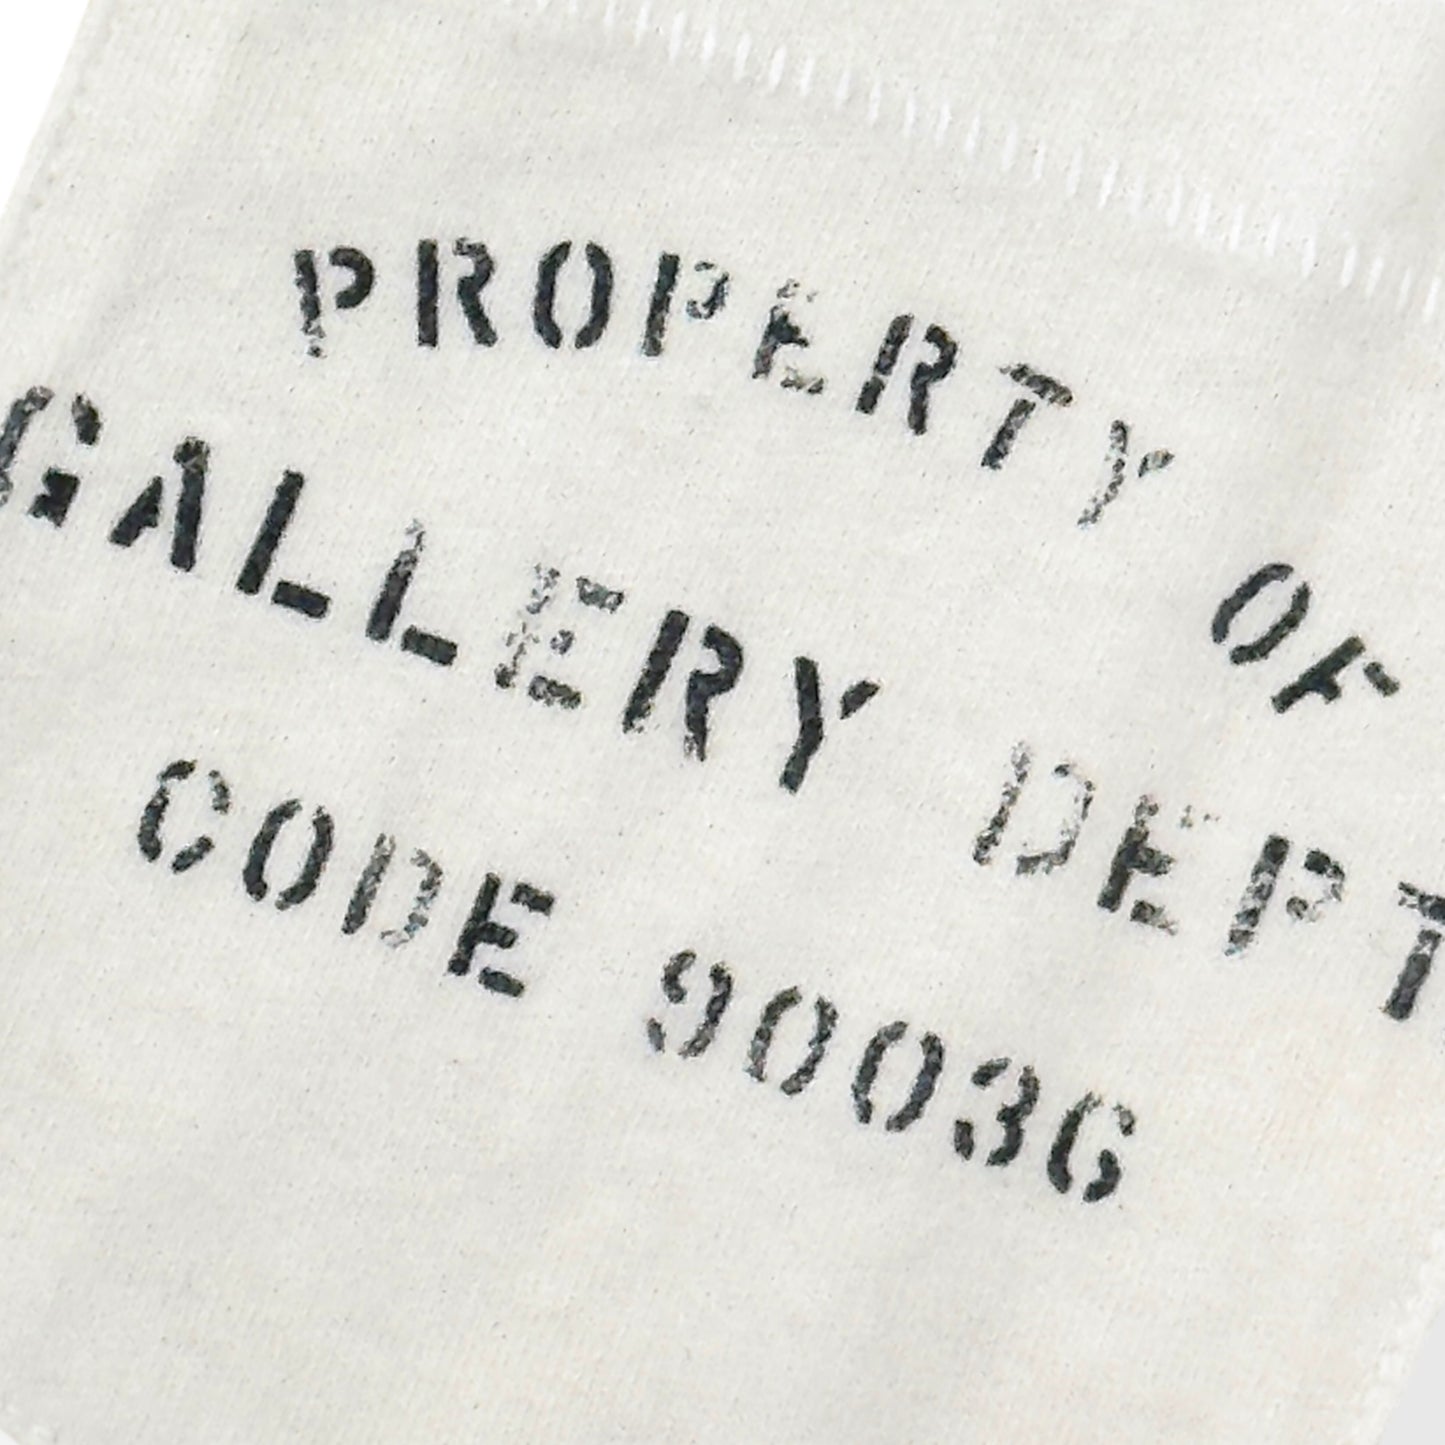 PROPERTY OF
GALLERY DEPT
CODE 90036